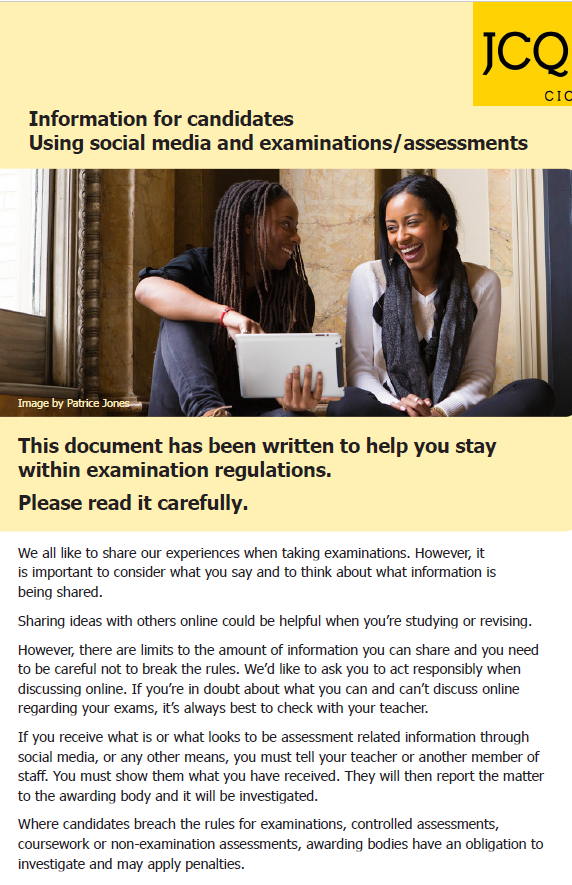 JCQ
CIC
Information for candidates
Using social media and examinations/assessments
Image by Patrice Jones
This document has been written to help you stay
within examination regulations.
Please read it carefully.
We all like to share our experiences when taking examinations. However, it
is important to consider what you say and to think about what information is
being shared.
Sharing ideas with others online could be helpful when you’re studying or revising.
However, there are limits to the amount of information you can share and you need
to be careful not to break the rules. We’d like to ask you to act responsibly when
discussing online. If you’re in doubt about what you can and can’t discuss online
regarding your exams, it’s always best to check with your teacher.
If you receive what is or what looks to be assessment related information through
social media, or any other means, you must tell your teacher or another member of
staff. You must show them what you have received. They will then report the matter
to the awarding body and it will be investigated.
Where candidates breach the rules for examinations, controlled assessments,
coursework or non-examination assessments, awarding bodies have an obligation to
investigate and may apply penalties.